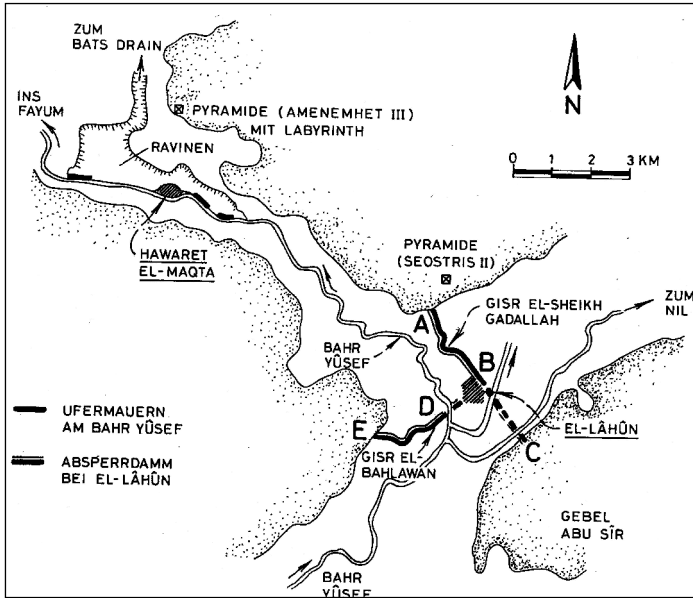 ZUM
BATS DRAIN
INS
FAYUM
PYRAMIDE (AMENEMHET III)
MIT LABYRINTH
RAVINEN
N
0 1 2 3 KM
HAWARET
EL-MAQTA
PYRAMIDE
(SEOSTRIS II)
ZUM
NIL
A
GISR EL-SHEIKH
GADALLAH
BAHR
YÛSEF
B
D
E
C
EL-LÂHÛN
GISR EL-
BAHLAWAN
UFERMAUERN
AM BAHR YÛSEF
ABSPERRDAMM
BEI EL-LÂHÛN
GEBEL
ABU SÎR
BAHR
YÛSEF